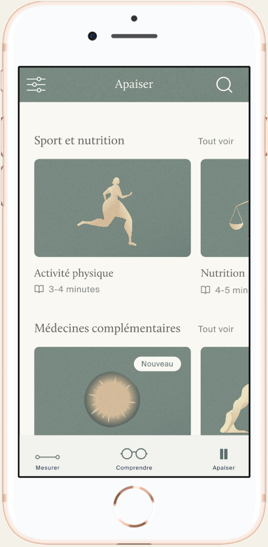 Apaiser
Sport et nutrition Tout voir
Activité physique Nutrition
3-4 minutes 4-5 min
Médecines complémentaires Tout voir
Nouveau
Mesurer Comprendre Apaiser